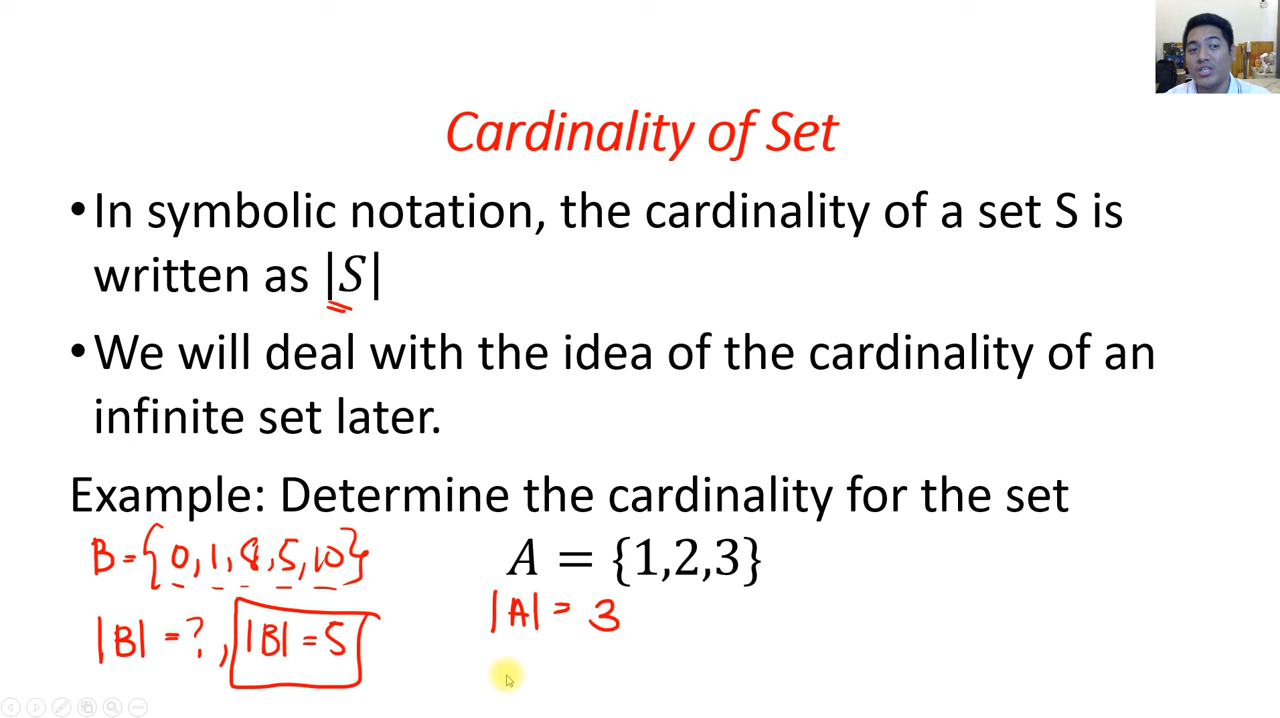 Cardinality of Set
•In symbolic notation, the cardinality of a set S is
written as |S|
•We will deal with the idea of the cardinality of an
infinite set later.
Example: Determine the cardinality for the set
B={0,1,8,5,10}
A = {1,2,3}
|B|=?, |B|=5
|A| = 3